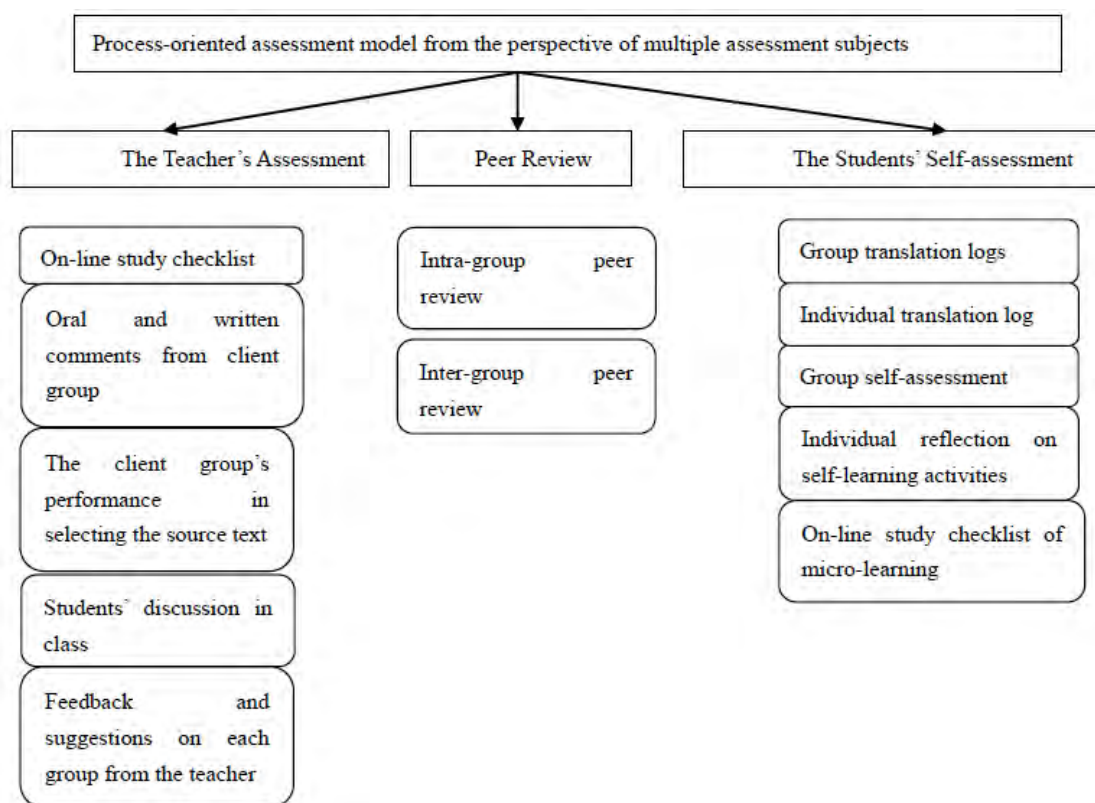 Process-oriented assessment model from the perspective of multiple assessment subjects
The Teacher's Assessment
Peer Review
The Students' Self-assessment
On-line study checklist
Oral and written
comments from client
group
The client group's
performance in
selecting the source text
Students' discussion in
class
Feedback and
suggestions on each
group from the teacher
Intra-group peer
review
Inter-group peer
review
Group translation logs
Individual translation log
Group self-assessment
Individual reflection on
self-learning activities
On-line study checklist of
micro-learning